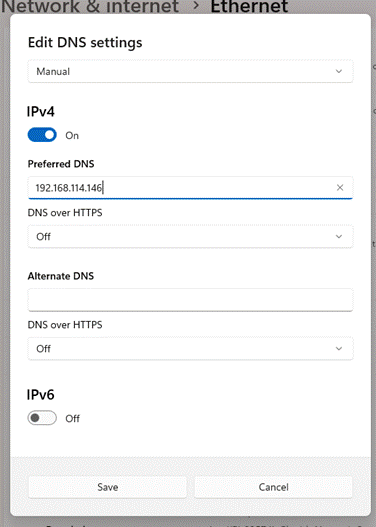 Network & internet > Ethernet
Edit DNS settings
Manual
IPv4
On
Preferred DNS
192.168.114.146
DNS over HTTPS
Off
Alternate DNS
DNS over HTTPS
Off
IPv6
Off
Save Cancel